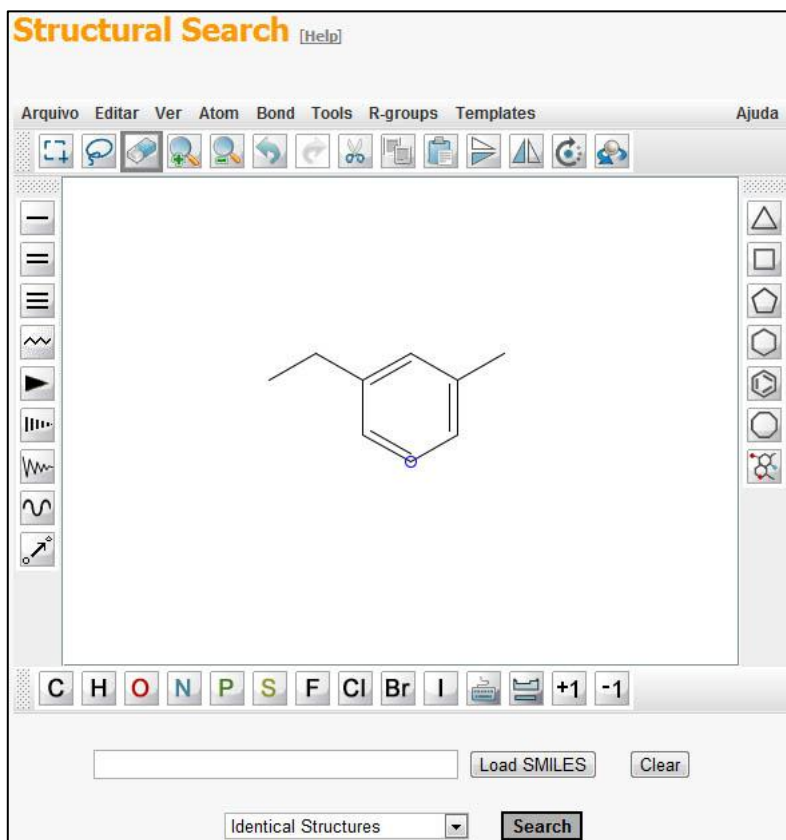 Structural Search [Help]
Arquivo Editar Ver Atom Bond Tools R-groups Templates Ajuda
C H O N P S F Cl Br I +1 -1
Load SMILES Clear
Identical Structures Search